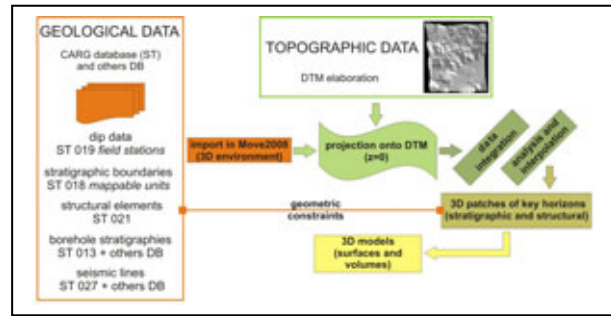 GEOLOGICAL DATA
CARG database (ST)
and others DB
dip data
ST 019 field stations
stratigraphic boundaries
ST 018 mappable units
structural elements
ST 021
borehole stratigraphies
ST 013 + others DB
seismic lines
ST 027 + others DB
TOPOGRAPHIC DATA
DTM elaboration
import in Move2008
(3D environment)
projection onto DTM
(z=0)
data
integration
analysis and
interpolation
geometric
constraints
3D patches of key horizons
(stratigraphic and structural)
3D models
(surfaces and
volumes)